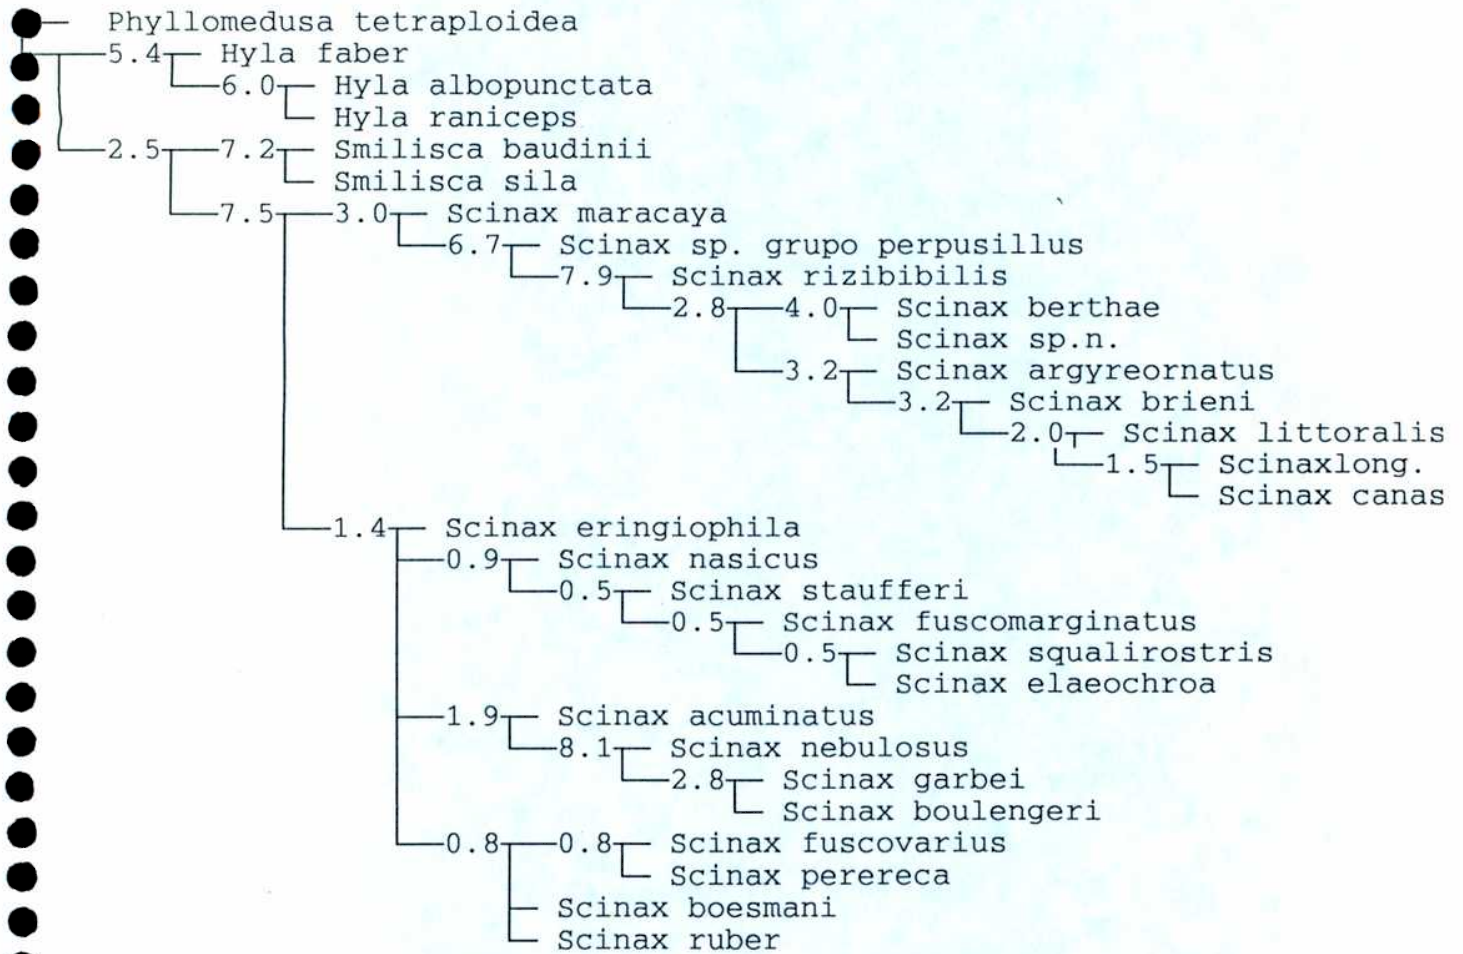 Phyllomedusa tetraploidea
5.4 Hyla faber
6.0 Hyla albopunctata
Hyla raniceps
2.5 7.2 Smilisca baudinii
Smilisca sila
7.5 3.0 Scinax maracaya
6.7 Scinax sp. grupo perpusillus
7.9 Scinax rizibibilis
2.8 4.0 Scinax berthae
Scinax sp.n.
3.2 Scinax argyreornatus
3.2 Scinax brieni
2.0 Scinax littoralis
1.5 Scinaxlong.
Scinax canas
1.4 Scinax eringiophila
0.9 Scinax nasicus
0.5 Scinax staufferi
0.5 Scinax fuscomarginatus
0.5 Scinax squalirostris
Scinax elaeochroa
1.9 Scinax acuminatus
8.1 Scinax nebulosus
2.8 Scinax garbei
Scinax boulengeri
0.8 0.8 Scinax fuscovarius
Scinax perereca
Scinax boesmani
Scinax ruber